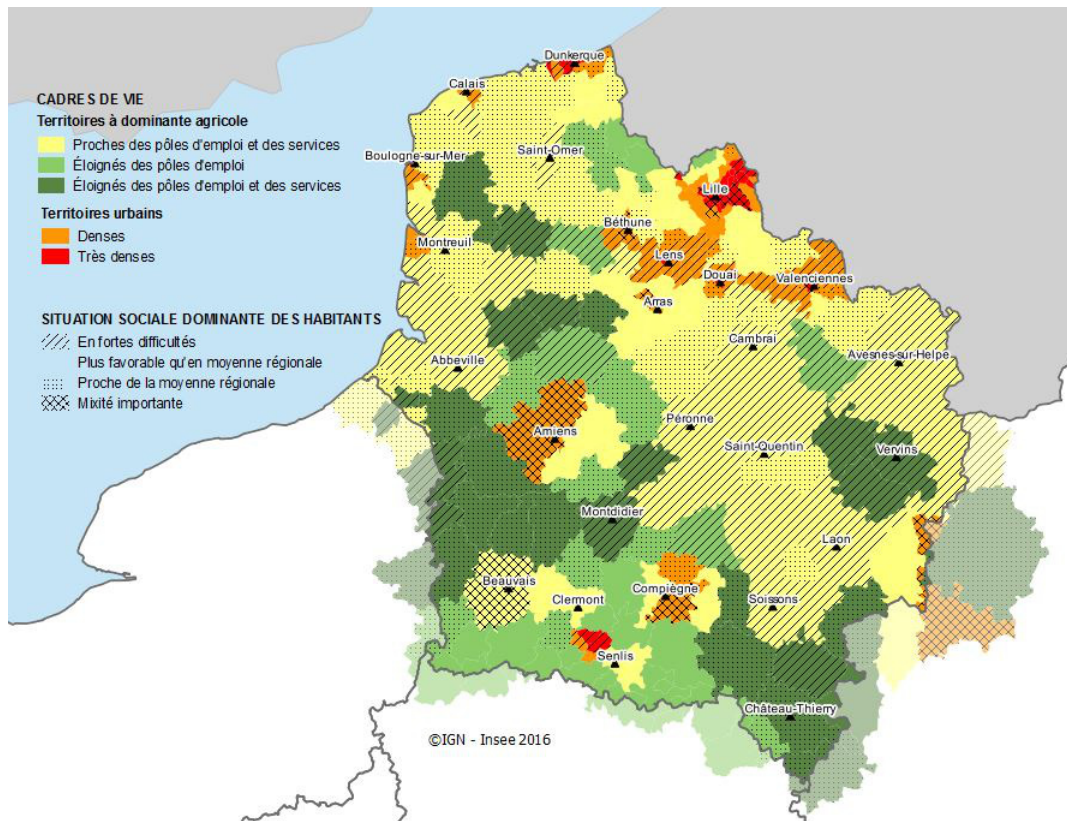 CADRES DE VIE
Territoires à dominante agricole
Proches des pôles d'emploi et des services
Éloignés des pôles d'emploi
Éloignés des pôles d'emploi et des services
Territoires urbains
Denses
Très denses
SITUATION SOCIALE DOMINANTE DES HABITANTS
En fortes difficultés
Plus favorable qu'en moyenne régionale
Proche de la moyenne régionale
Mixité importante
Dunkerque
Calais
Saint-Omer
Boulogne-sur-Mer
Lille
Béthune
Montreuil
Lens
Douai
Valenciennes
Arras
Cambrai
Avesnes-sur-Helpe
Abbeville
Péronne
Amiens
Saint-Quentin
Vervins
Montdidier
Laon
Beauvais
Clermont
Compiègne
Soissons
Senlis
Château-Thierry
©IGN - Insee 2016